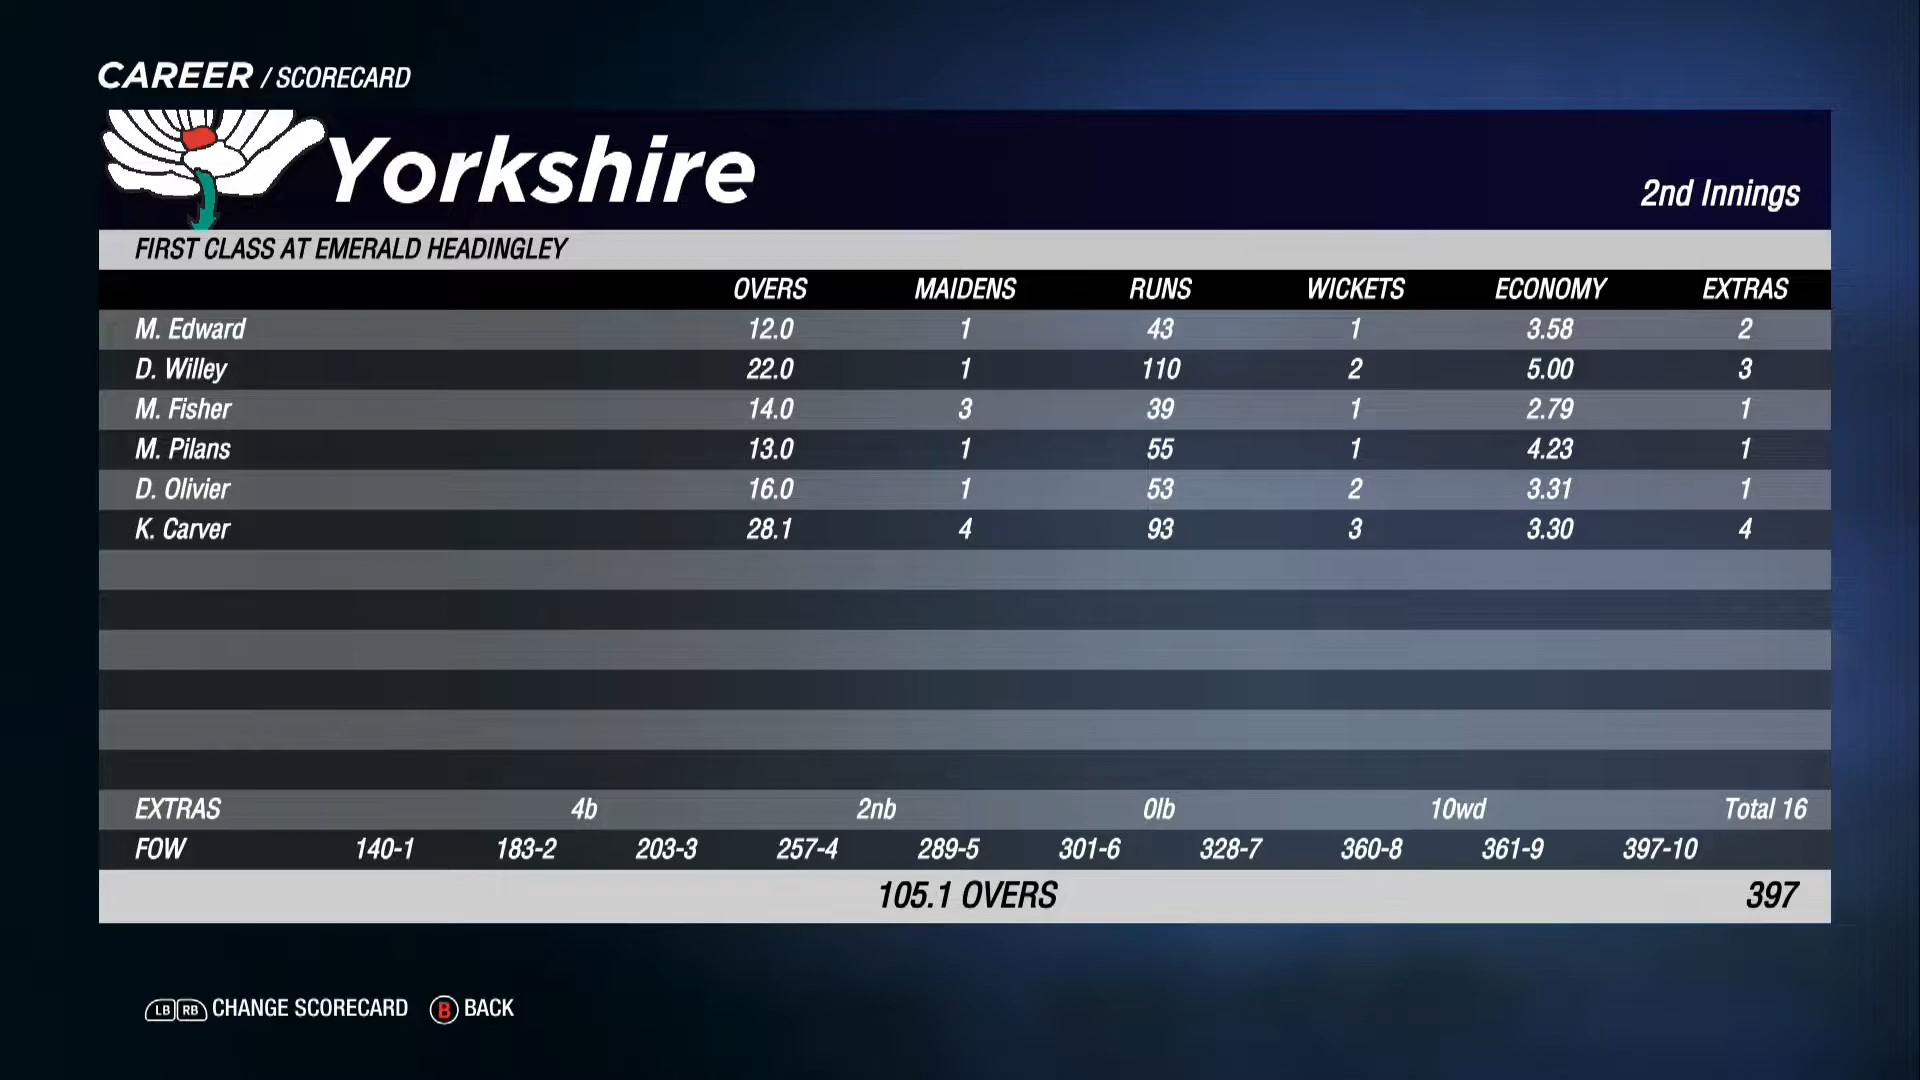 CAREER / SCORECARD
Yorkshire
2nd Innings
FIRST CLASS AT EMERALD HEADINGLEY
OVERS MAIDENS RUNS WICKETS ECONOMY EXTRAS
M. Edward 12.0 1 43 1 3.58 2
D. Willey 22.0 1 110 2 5.00 3
M. Fisher 14.0 3 39 1 2.79 1
M. Pilans 13.0 1 55 1 4.23 1
D. Olivier 16.0 1 53 2 3.31 1
K. Carver 28.1 4 93 3 3.30 4
EXTRAS 4b 2nb 0lb 10wd Total 16
FOW 140-1 183-2 203-3 257-4 289-5 301-6 328-7 360-8 361-9 397-10
105.1 OVERS 397
LB RB CHANGE SCORECARD B BACK